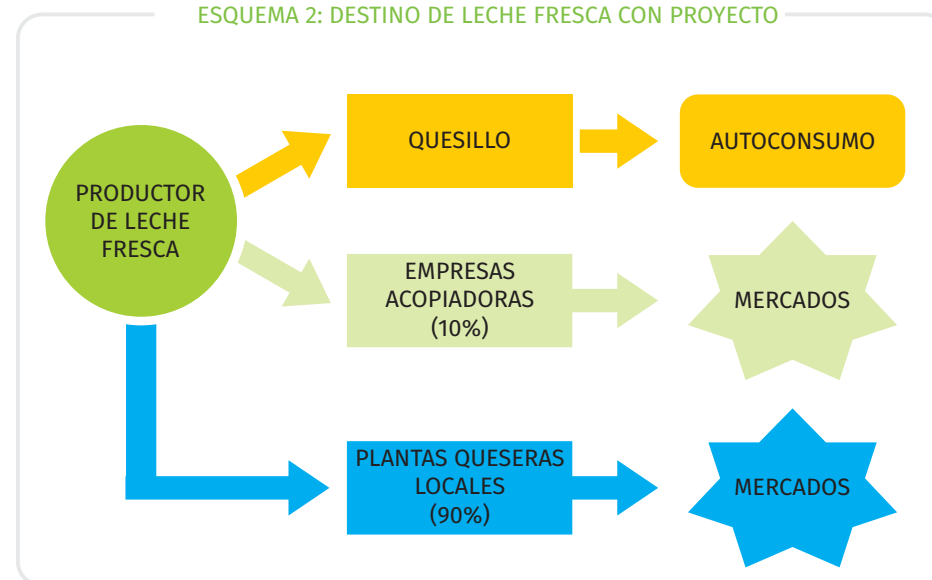 ESQUEMA 2: DESTINO DE LECHE FRESCA CON PROYECTO
PRODUCTOR
DE LECHE
FRESCA
QUESILLO
AUTOCONSUMO
EMPRESAS
ACOPIADORAS
(10%)
MERCADOS
PLANTAS QUESERAS
LOCALES
(90%)
MERCADOS